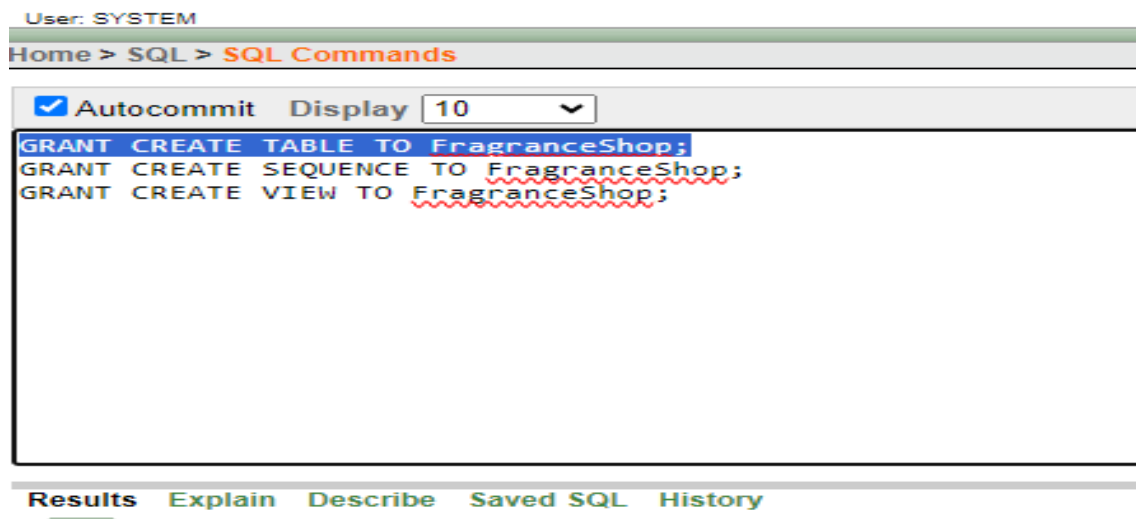 User: SYSTEM
Home > SQL > SQL Commands
Autocommit Display 10
GRANT CREATE TABLE TO FragranceShop;
GRANT CREATE SEQUENCE TO FragranceShop;
GRANT CREATE VIEW TO FragranceShop;
Results Explain Describe Saved SQL History